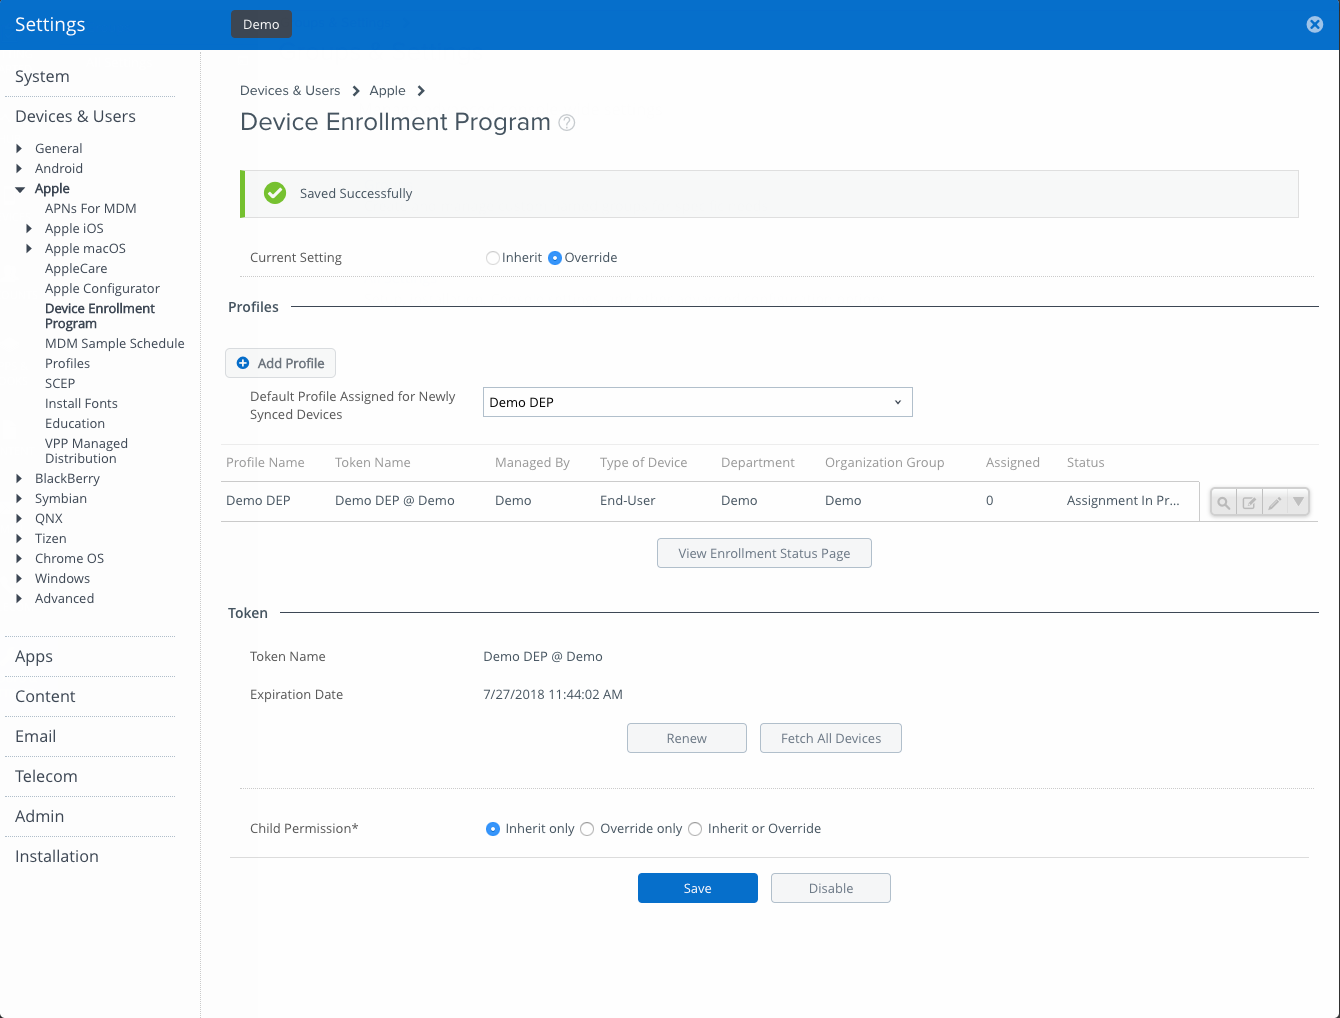 Settings
Demo
System
Devices & Users
General
Android
Apple
APNs For MDM
Apple iOS
Apple macOS
AppleCare
Apple Configurator
Device Enrollment
Program
MDM Sample Schedule
Profiles
SCEP
Install Fonts
Education
VPP Managed
Distribution
BlackBerry
Symbian
QNX
Tizen
Chrome OS
Windows
Advanced
Apps
Content
Email
Telecom
Admin
Installation
Devices & Users Apple
Device Enrollment Program ?
Saved Successfully
Current Setting Inherit Override
Profiles
Add Profile
Default Profile Assigned for Newly
Synced Devices
Demo DEP
Profile Name Token Name Managed By Type of Device Department Organization Group Assigned Status
Demo DEP Demo DEP @ Demo Demo End-User Demo Demo 0 Assignment In Pr...
View Enrollment Status Page
Token
Token Name Demo DEP @ Demo
Expiration Date 7/27/2018 11:44:02 AM
Renew Fetch All Devices
Child Permission* Inherit only Override only Inherit or Override
Save Disable